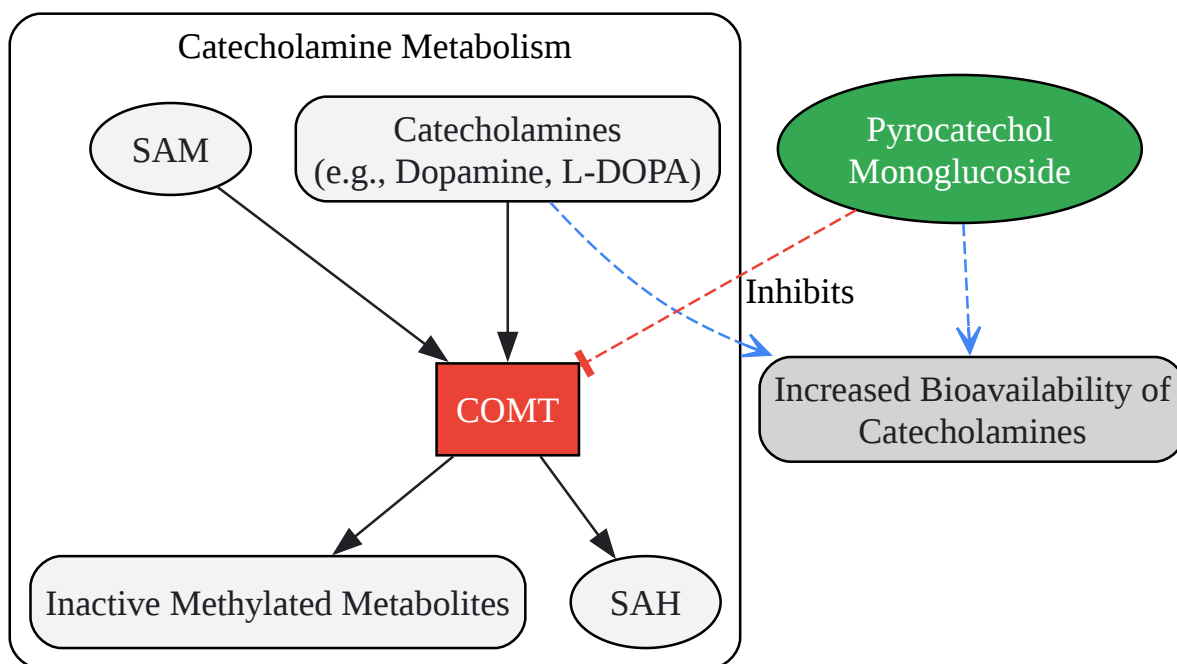 Catecholamine Metabolism
SAM
Catecholamines
(e.g., Dopamine, L-DOPA)
Pyrocatechol
Monoglucoside
Inhibits
COMT
Increased Bioavailability of
Catecholamines
Inactive Methylated Metabolites
SAH